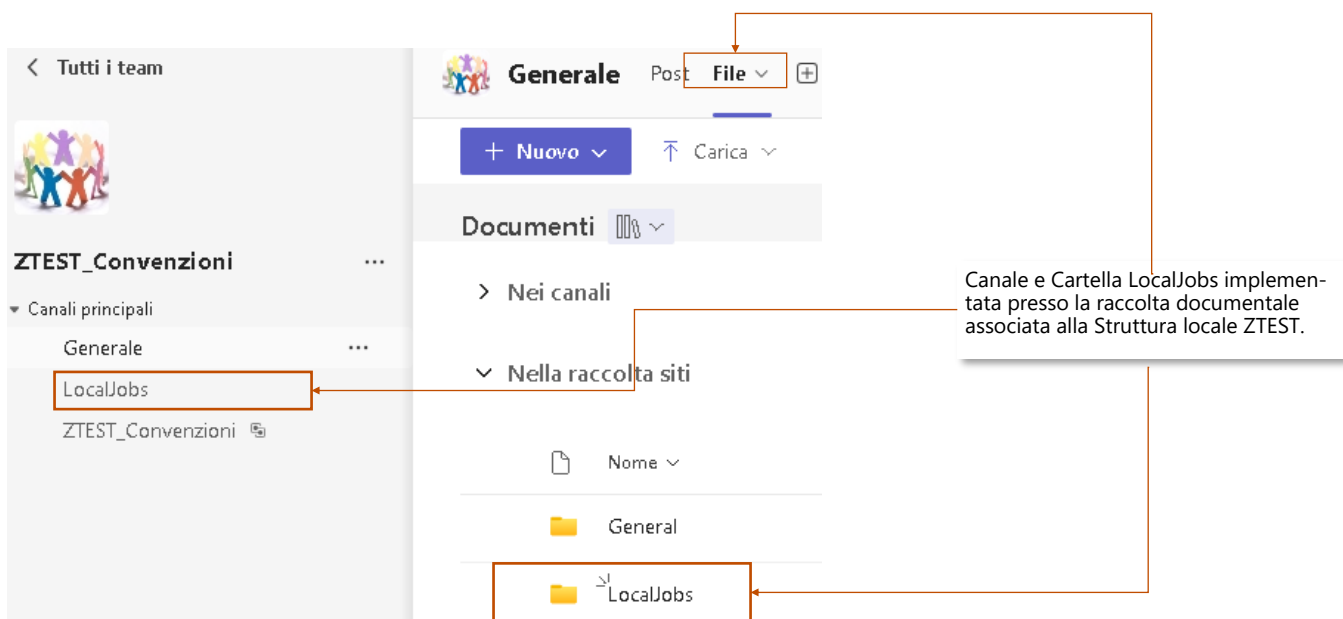 Tutti i team
ZTEST_Convenzioni ...
Canali principali
Generale ...
LocalJobs
ZTEST_Convenzioni
Generale Post File
+ Nuovo Carica
Documenti
Nei canali
Nella raccolta siti
Nome
General
LocalJobs
Canale e Cartella LocalJobs implemen-
tata presso la raccolta documentale
associata alla Struttura locale ZTEST.